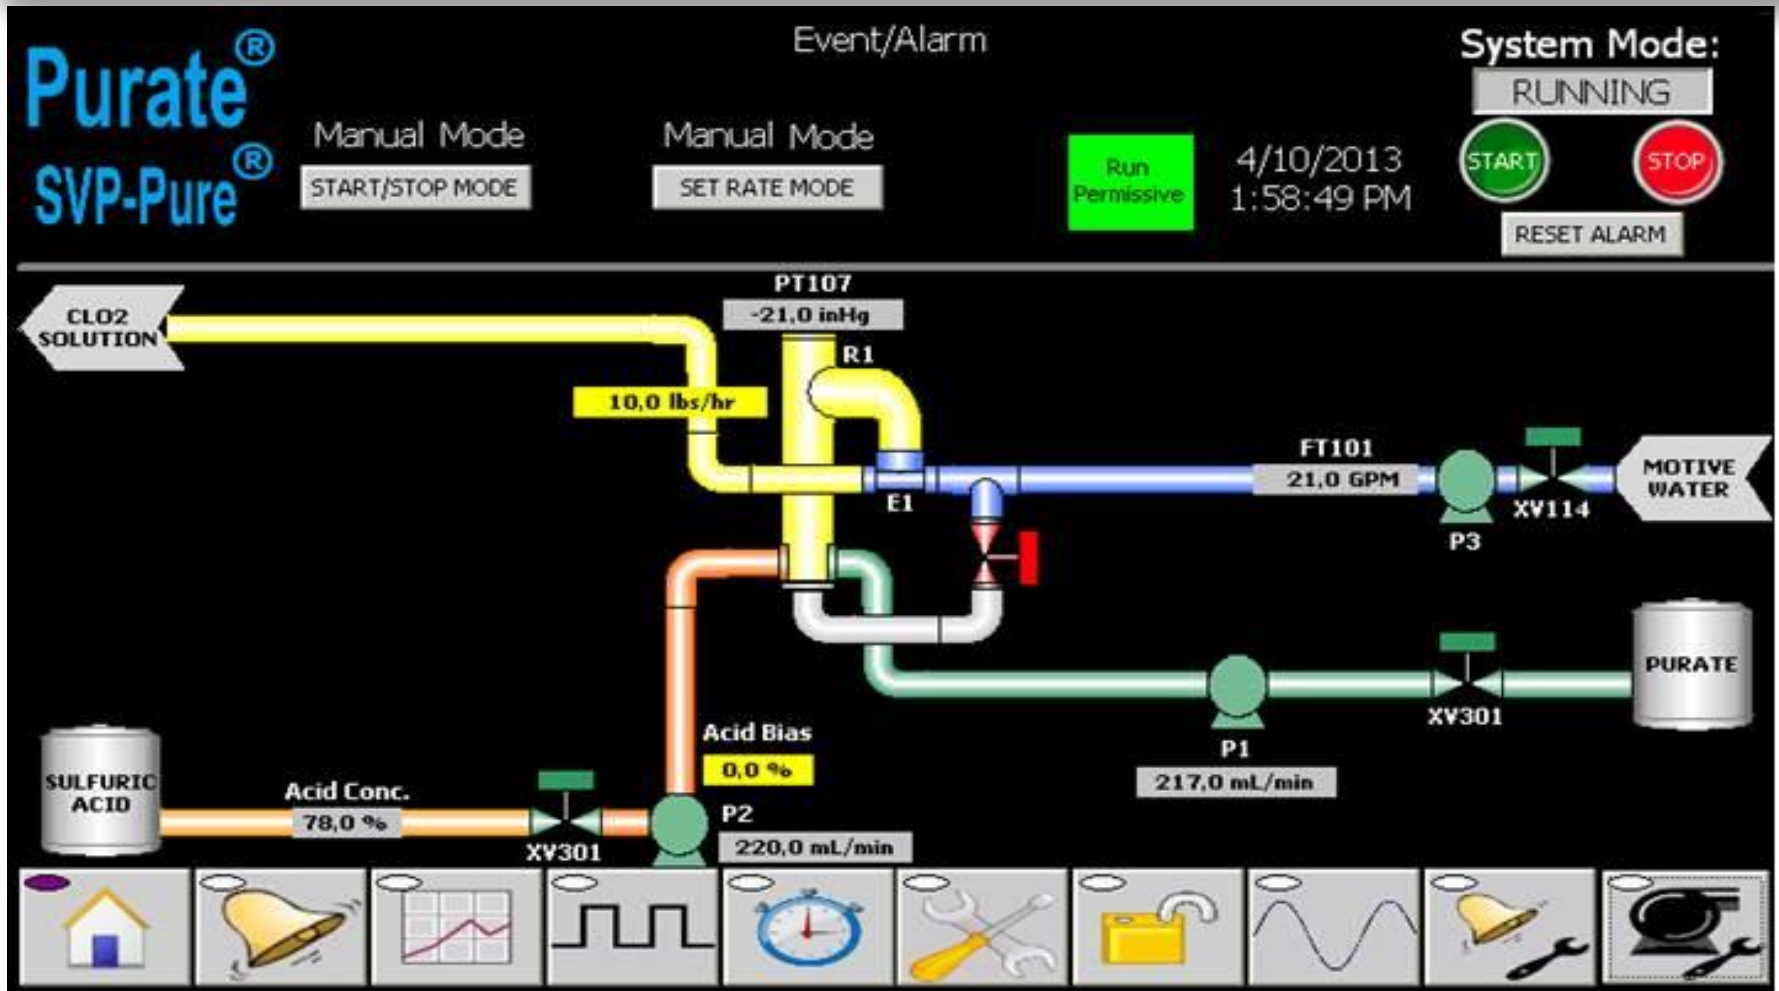 Purate®
SVP-Pure®
Event/Alarm
System Mode:
RUNNING
START
STOP
RESET ALARM
Manual Mode
START/STOP MODE
Manual Mode
SET RATE MODE
Run
Permissive
4/10/2013
1:58:49 PM
PT107
-21,0 inHg
CLO2
SOLUTION
R1
10,0 lbs/hr
E1
FT101
21,0 GPM
P3
XV114
MOTIVE
WATER
PURATE
XV301
P1
217,0 mL/min
Acid Bias
0,0 %
SULFURIC
ACID
Acid Conc.
78,0 %
XV301
P2
220,0 mL/min